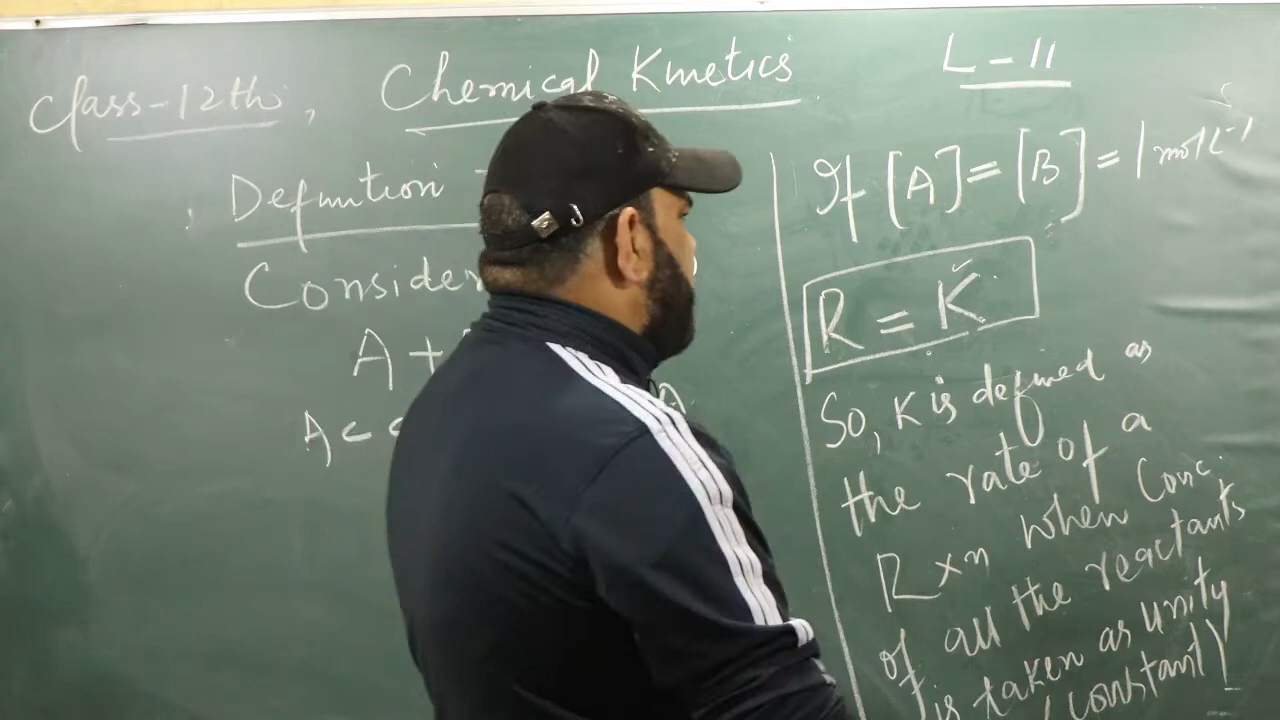 Class-12th, Chemical Kinetics L-11
Definition -
Consider
A +
Acc
If [A] = [B] = 1 mol L⁻¹
R = K
So, K is defined as
the rate of a
Rxn when Conc.
of all the reactants
is taken as unity
(constant)